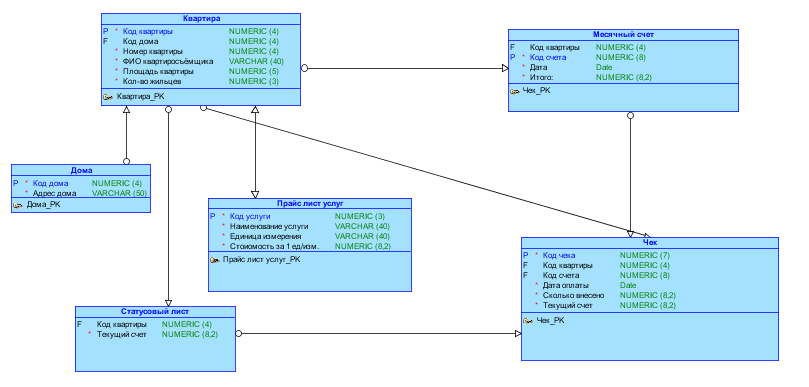 Квартира
P * Код квартиры NUMERIC (4)
F Код дома NUMERIC (4)
* Номер квартиры NUMERIC (4)
* ФИО квартиросъёмщика VARCHAR (40)
* Площадь квартиры NUMERIC (5)
* Кол-во жильцев NUMERIC (3)
Квартира_PK
Месячный счет
F Код квартиры NUMERIC (4)
P * Код счета NUMERIC (8)
* Дата Date
* Итого: NUMERIC (8,2)
Чек_PK
Дома
P * Код дома NUMERIC (4)
* Адрес дома VARCHAR (50)
Дома_PK
Прайс лист услуг
P * Код услуги NUMERIC (3)
* Наименование услуги VARCHAR (40)
* Единица измерения VARCHAR (40)
* Стоиомость за 1 ед/изм. NUMERIC (8,2)
Прайс лист услуг_PK
Чек
P * Код чека NUMERIC (7)
F Код квартиры NUMERIC (4)
F Код счета NUMERIC (8)
* Дата оплаты Date
* Сколько внесено NUMERIC (8,2)
* Текущий счет NUMERIC (8,2)
Чек_PK
Статусовый лист
F Код квартиры NUMERIC (4)
* Текущий счет NUMERIC (8,2)